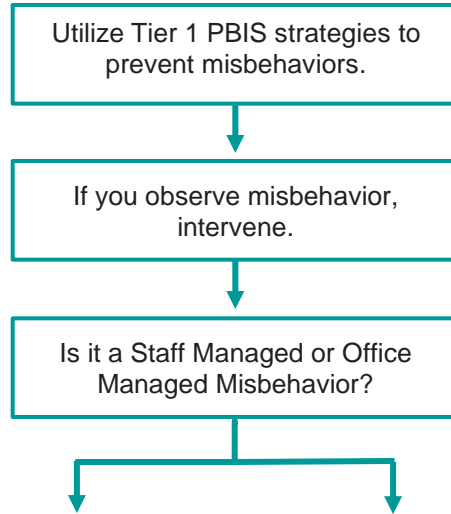 Utilize Tier 1 PBIS strategies to
prevent misbehaviors.
If you observe misbehavior,
intervene.
Is it a Staff Managed or Office
Managed Misbehavior?